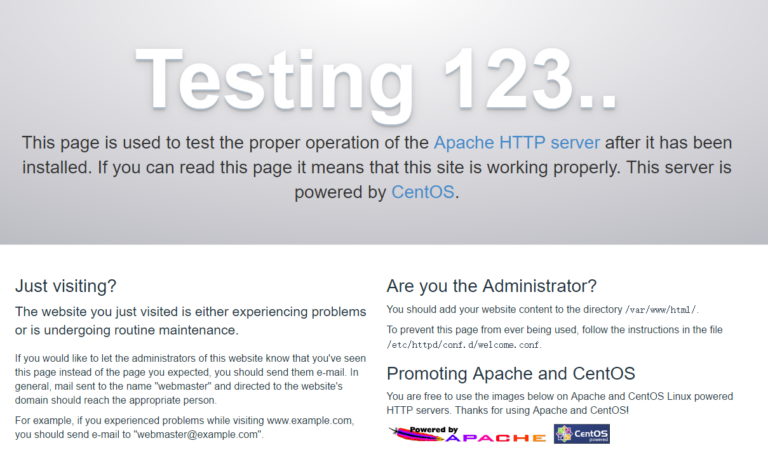 Testing 123..
This page is used to test the proper operation of the Apache HTTP server after it has been
installed. If you can read this page it means that this site is working properly. This server is
powered by CentOS.
Just visiting?
The website you just visited is either experiencing problems
or is undergoing routine maintenance.
If you would like to let the administrators of this website know that you've seen
this page instead of the page you expected, you should send them e-mail. In
general, mail sent to the name "webmaster" and directed to the website's
domain should reach the appropriate person.
For example, if you experienced problems while visiting www.example.com,
you should send e-mail to "webmaster@example.com".
Are you the Administrator?
You should add your website content to the directory /var/www/html/.
To prevent this page from ever being used, follow the instructions in the file
/etc/httpd/conf.d/welcome.conf.
Promoting Apache and CentOS
You are free to use the images below on Apache and CentOS Linux powered
HTTP servers. Thanks for using Apache and CentOS!
Powered by
APACHE
CentOS
powered